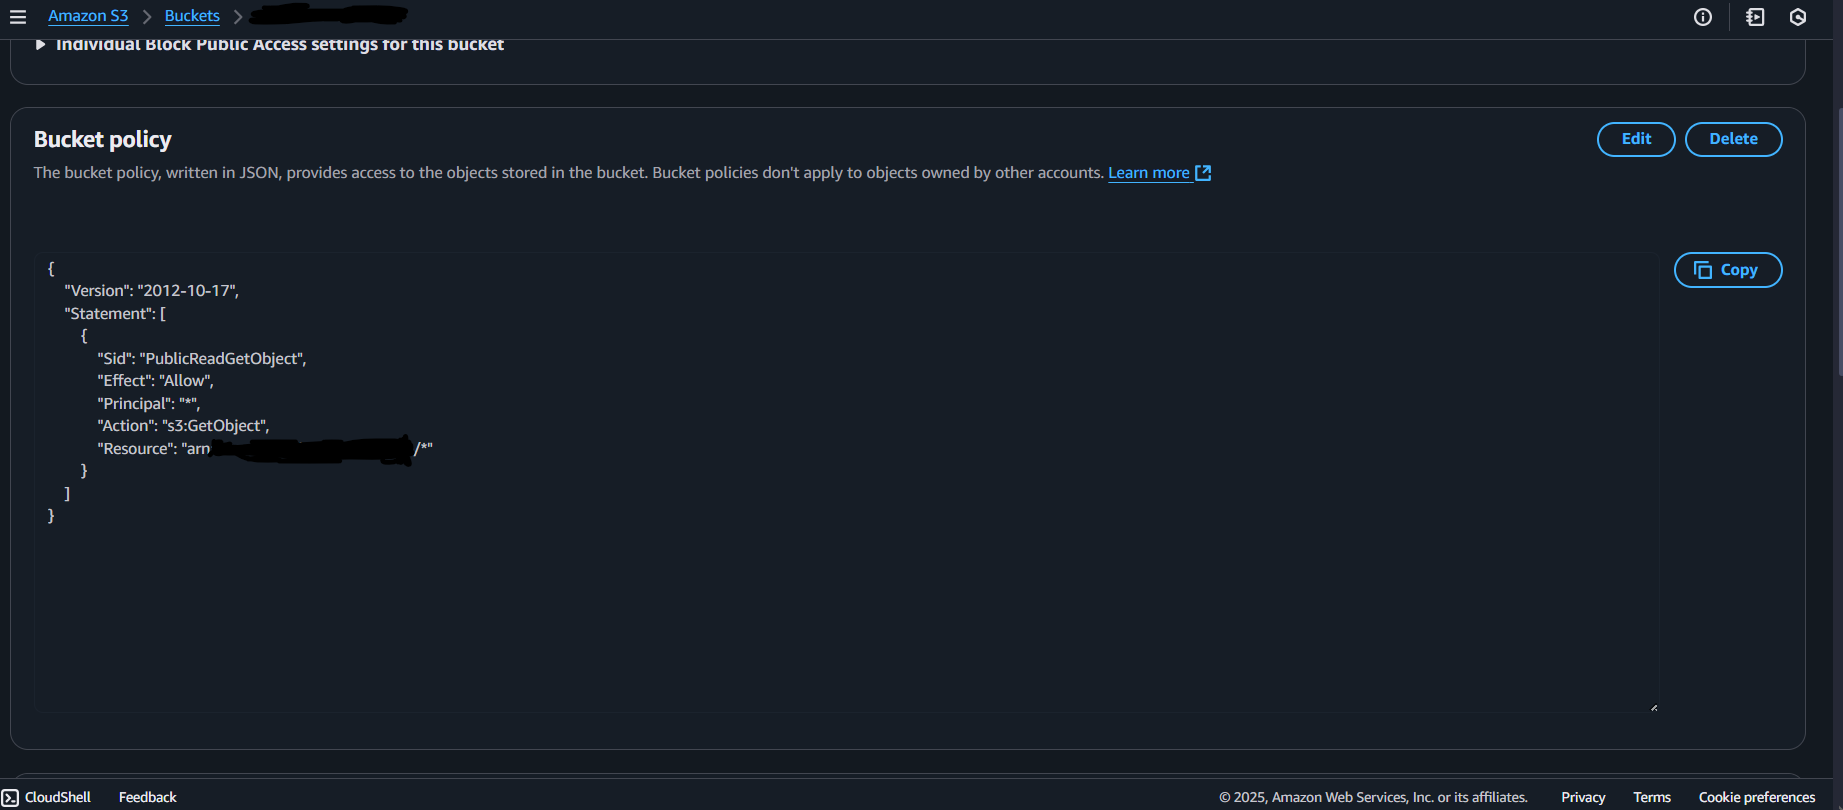 Amazon S3 > Buckets >
Individual Block Public Access settings for this bucket
Bucket policy
Edit
Delete
The bucket policy, written in JSON, provides access to the objects stored in the bucket. Bucket policies don't apply to objects owned by other accounts. Learn more
Copy
{
"Version": "2012-10-17",
"Statement": [
{
"Sid": "PublicReadGetObject",
"Effect": "Allow",
"Principal": "*",
"Action": "s3:GetObject",
"Resource": "arn /*"
}
]
}
CloudShell Feedback © 2025, Amazon Web Services, Inc. or its affiliates. Privacy Terms Cookie preferences